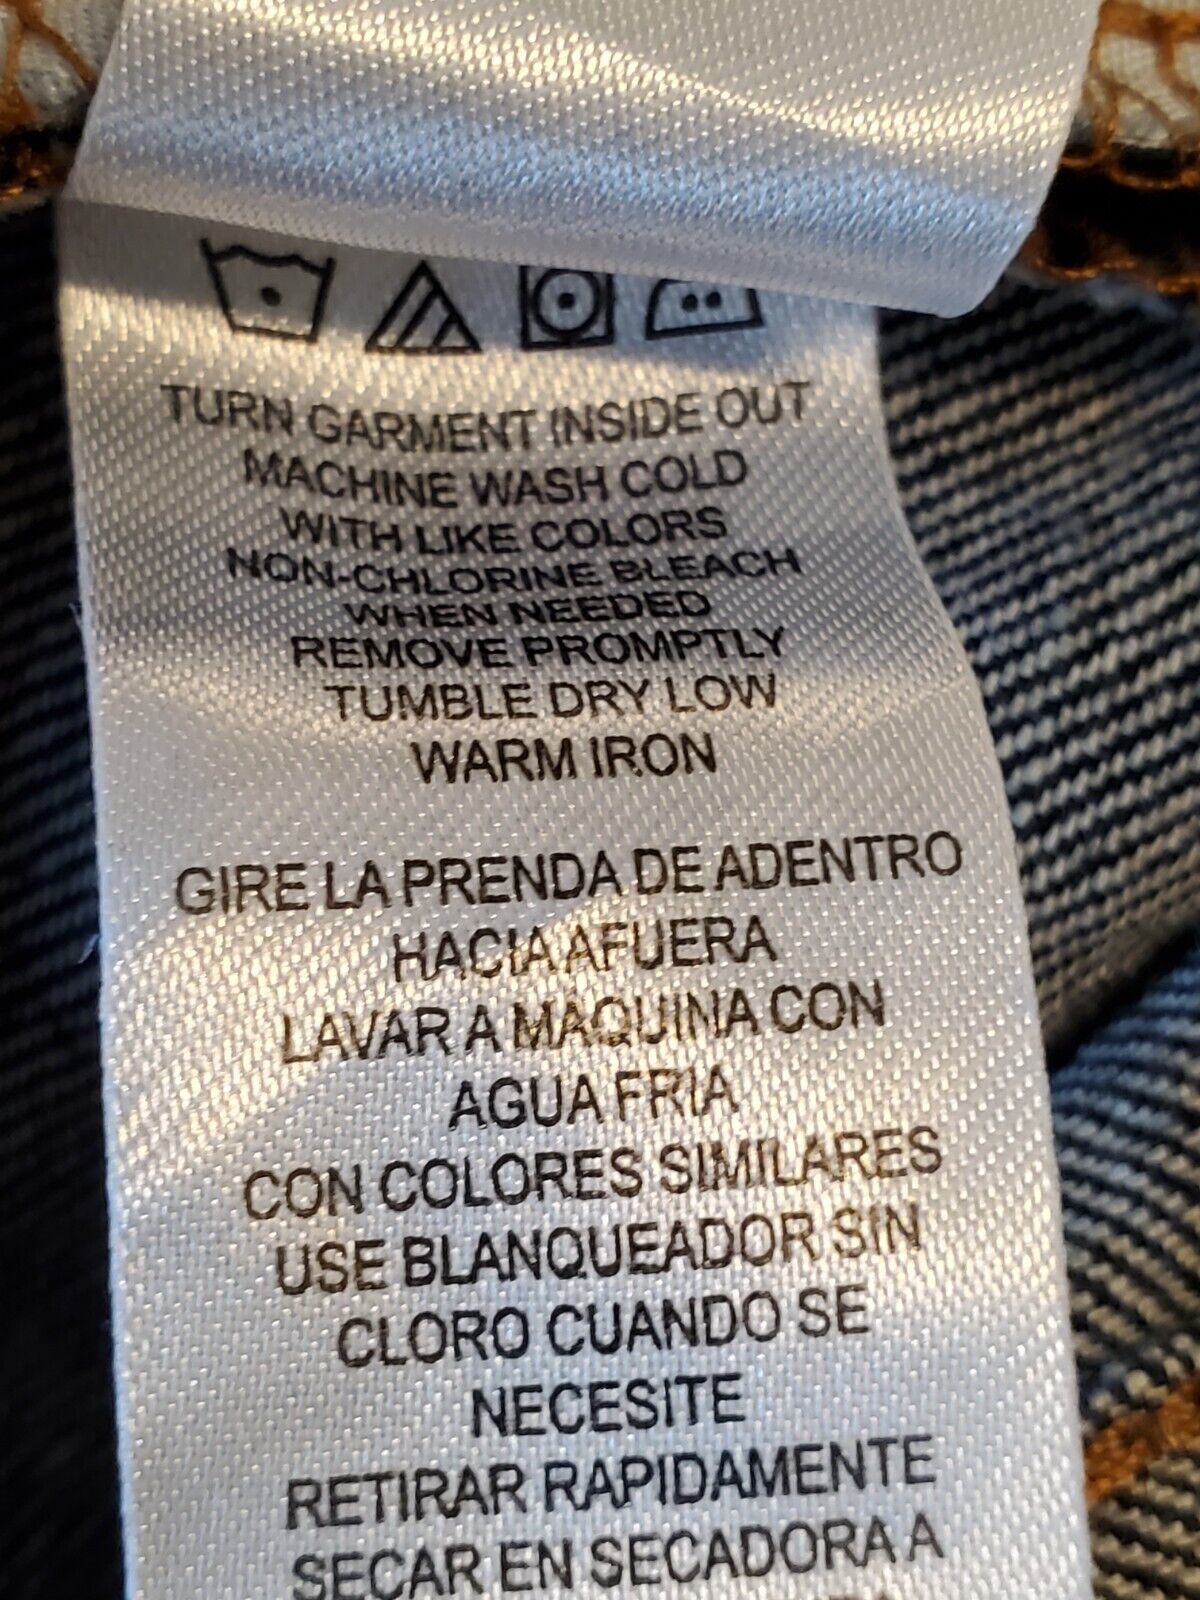 TURN GARMENT INSIDE OUT
MACHINE WASH COLD
WITH LIKE COLORS
NON-CHLORINE BLEACH
WHEN NEEDED
REMOVE PROMPTLY
TUMBLE DRY LOW
WARM IRON
GIRE LA PRENDA DE ADENTRO
HACIA AFUERA
LAVAR A MAQUINA CON
AGUA FRIA
CON COLORES SIMILARES
USE BLANQUEADOR SIN
CLORO CUANDO SE
NECESITE
RETIRAR RAPIDAMENTE
SECAR EN SECADORA A